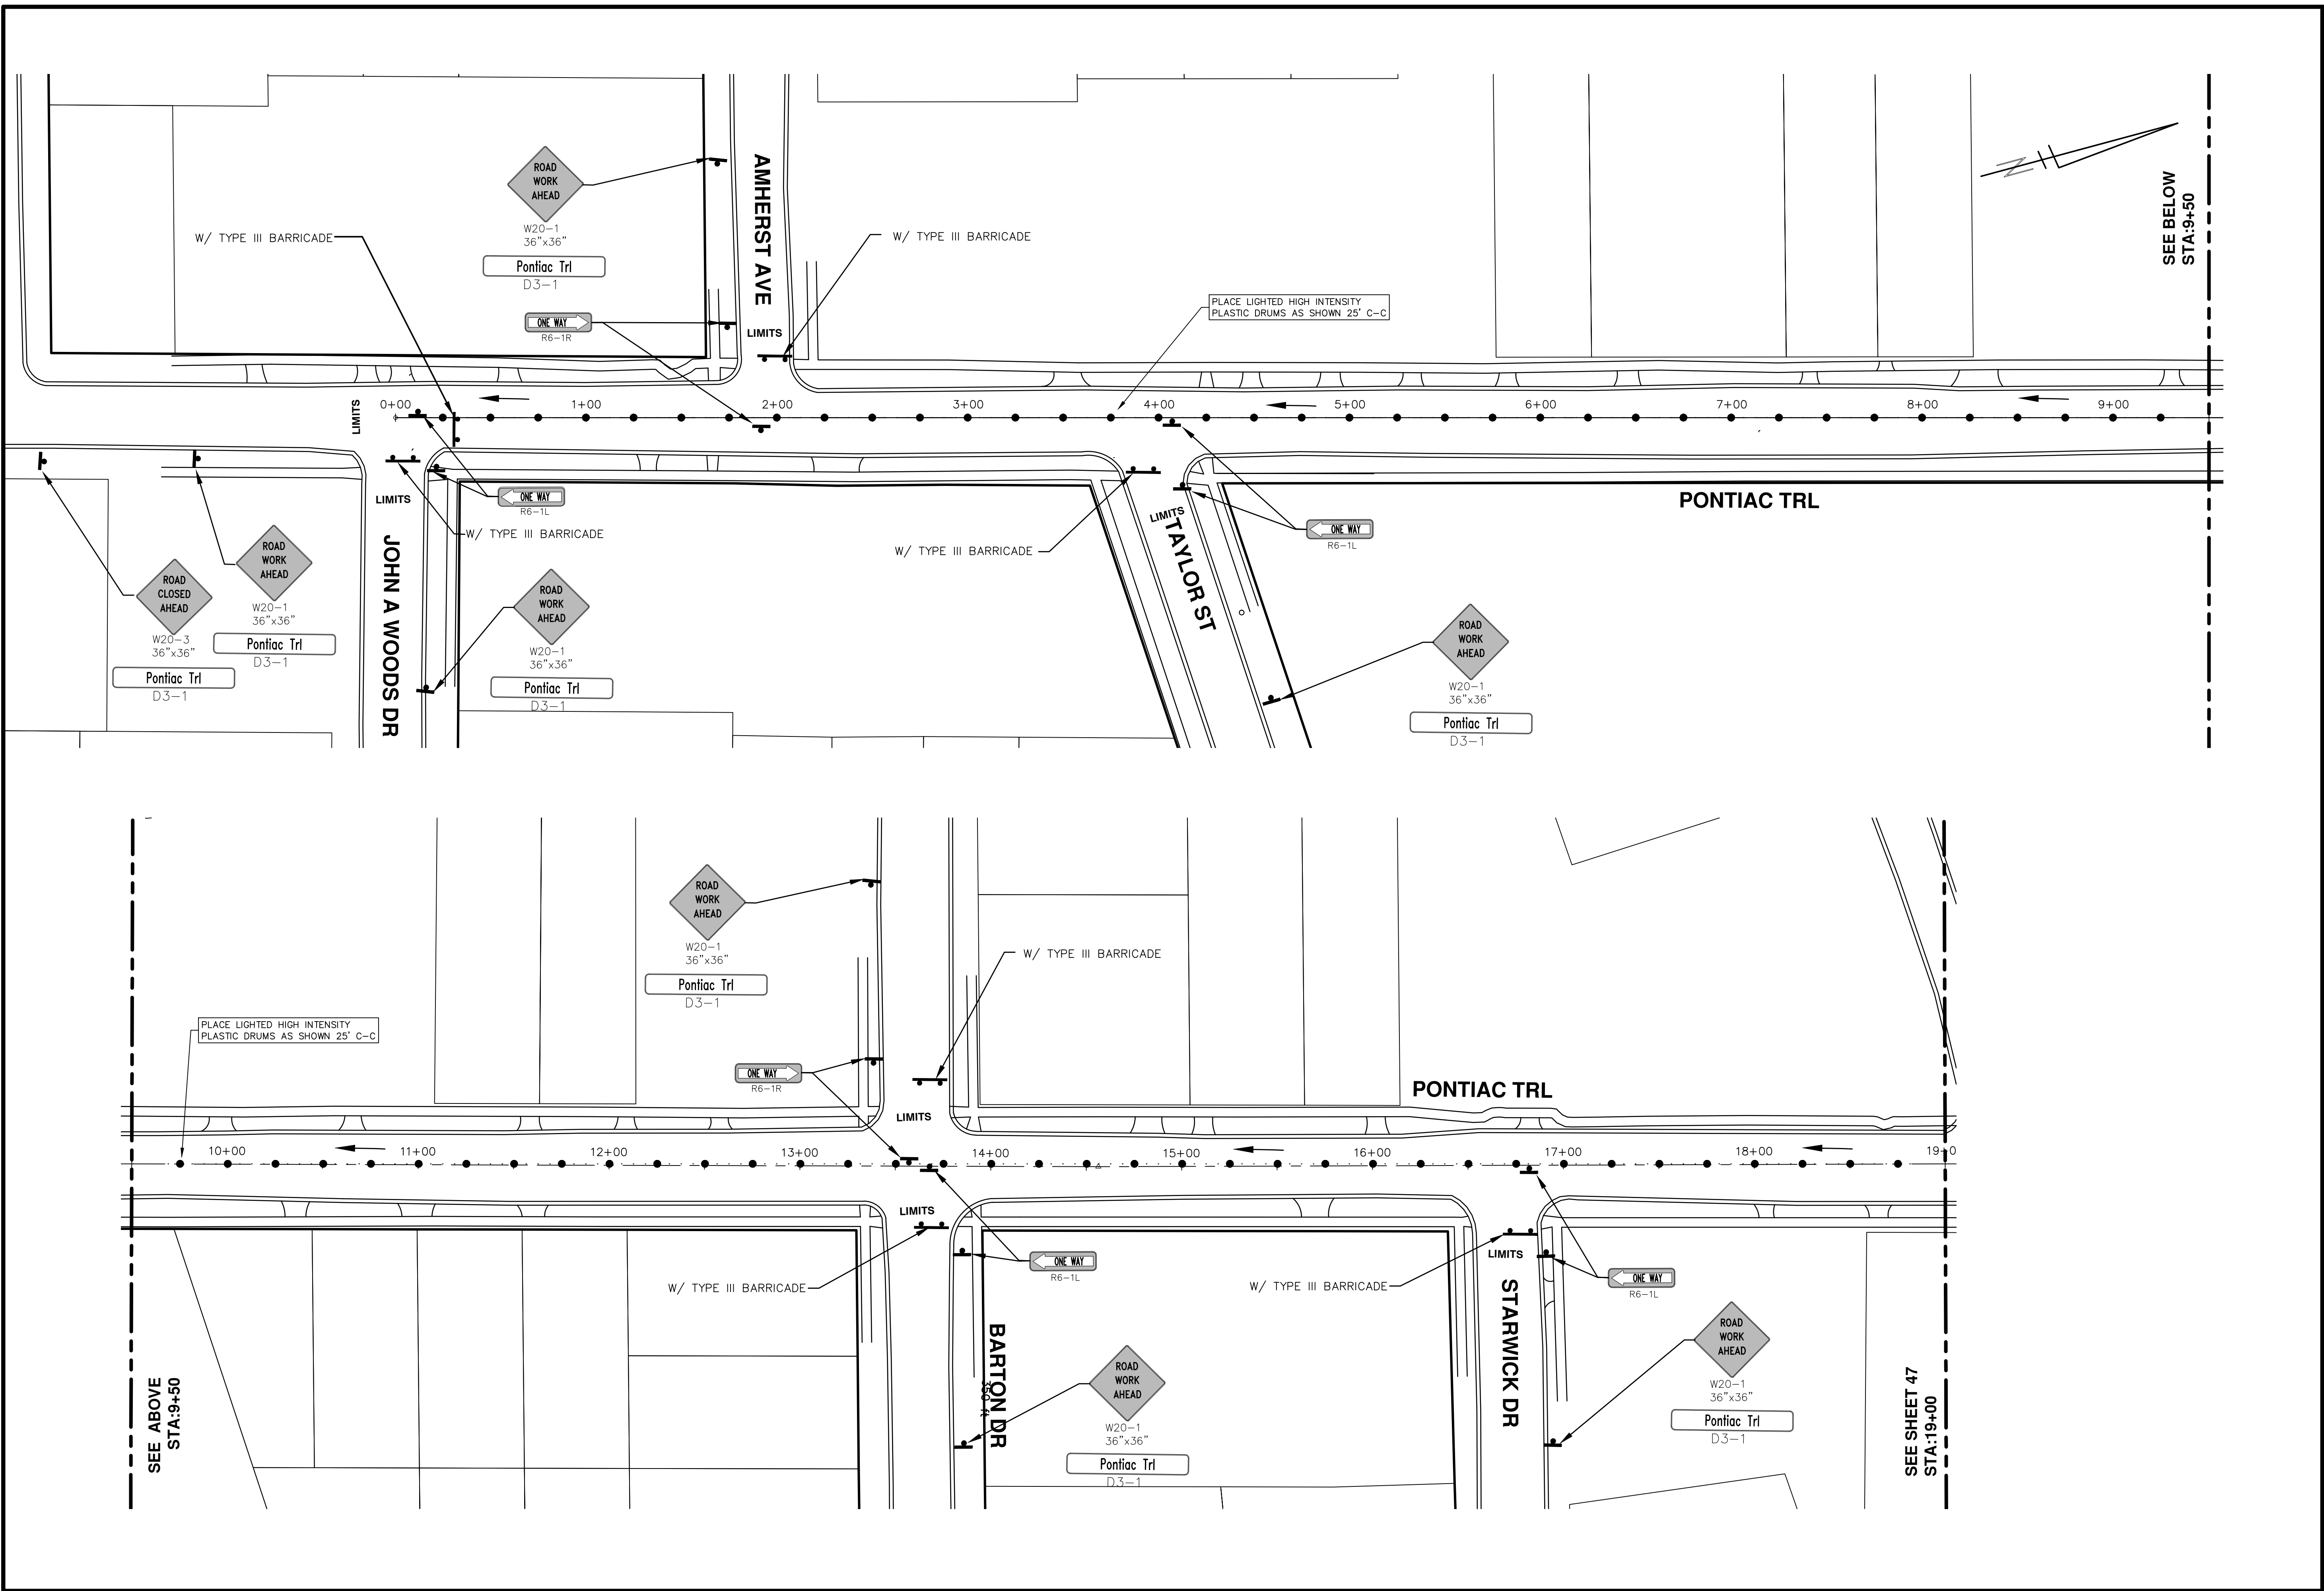 ROAD
WORK
AHEAD
W20-1
36"x36"
Pontiac Trl
D3-1
AMHERST AVE
W/ TYPE III BARRICADE
W/ TYPE III BARRICADE
ONE WAY
R6-1R
LIMITS
PLACE LIGHTED HIGH INTENSITY
PLASTIC DRUMS AS SHOWN 25' C-C
N
SEE BELOW
STA:9+50
LIMITS
0+00
1+00
2+00
3+00
4+00
5+00
6+00
7+00
8+00
9+00
LIMITS
ONE WAY
R6-1L
W/ TYPE III BARRICADE
JOHN A WOODS DR
ROAD
CLOSED
AHEAD
W20-3
36"x36"
Pontiac Trl
D3-1
ROAD
WORK
AHEAD
W20-1
36"x36"
Pontiac Trl
D3-1
ROAD
WORK
AHEAD
W20-1
36"x36"
Pontiac Trl
D3-1
W/ TYPE III BARRICADE
LIMITS
TAYLOR ST
ONE WAY
R6-1L
PONTIAC TRL
ROAD
WORK
AHEAD
W20-1
36"x36"
Pontiac Trl
D3-1
ROAD
WORK
AHEAD
W20-1
36"x36"
Pontiac Trl
D3-1
W/ TYPE III BARRICADE
PLACE LIGHTED HIGH INTENSITY
PLASTIC DRUMS AS SHOWN 25' C-C
ONE WAY
R6-1R
LIMITS
PONTIAC TRL
10+00
11+00
12+00
13+00
14+00
15+00
16+00
17+00
18+00
19+0
LIMITS
W/ TYPE III BARRICADE
ONE WAY
R6-1L
W/ TYPE III BARRICADE
LIMITS
ONE WAY
R6-1L
BARTON DR
350 ft
STARWICK DR
ROAD
WORK
AHEAD
W20-1
36"x36"
Pontiac Trl
D3-1
ROAD
WORK
AHEAD
W20-1
36"x36"
Pontiac Trl
D3-1
SEE ABOVE
STA:9+50
SEE SHEET 47
STA:19+00